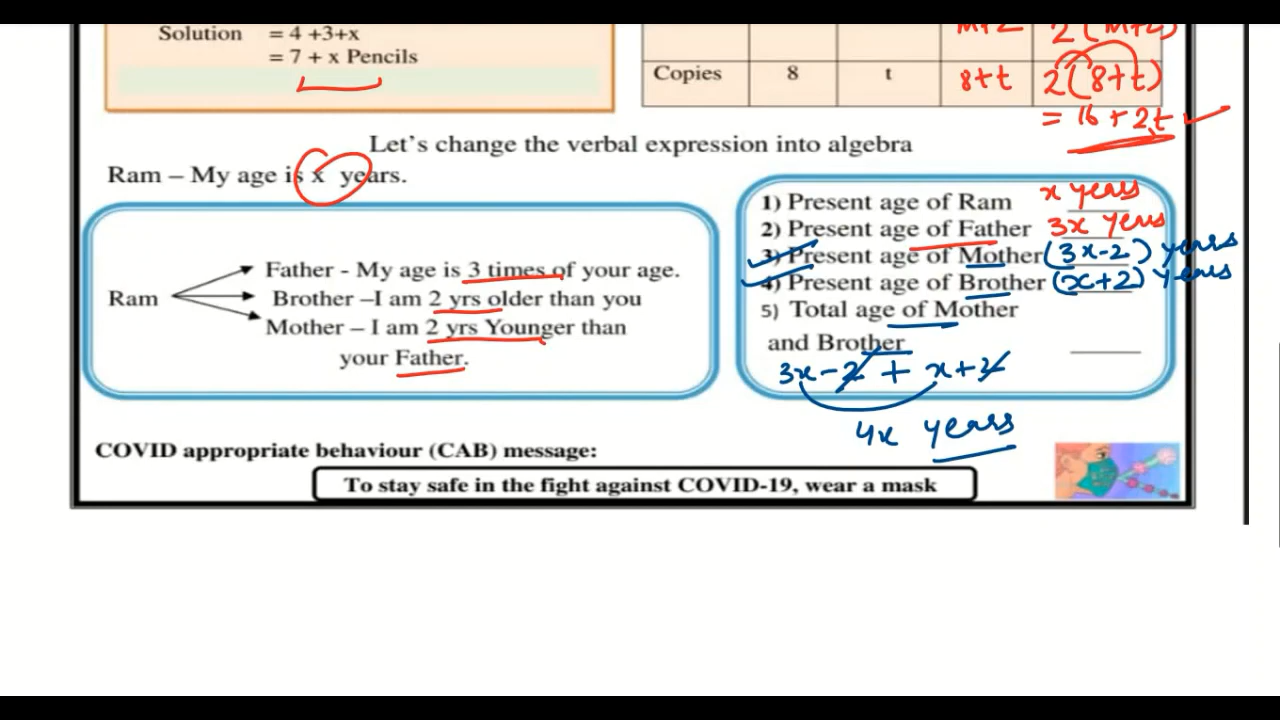 Solution = 4 +3+x
= 7 + x Pencils
Copies 8 t 8+t 2(8+t)
= 16 + 2t
Let's change the verbal expression into algebra
Ram – My age is x years.
Ram
Father - My age is 3 times of your age.
Brother –I am 2 yrs older than you
Mother – I am 2 yrs Younger than
your Father.
1) Present age of Ram x years
2) Present age of Father 3x years
3) Present age of Mother (3x-2) years
4) Present age of Brother (x+2) years
5) Total age of Mother
and Brother
3x-2 + x+2
4x years
COVID appropriate behaviour (CAB) message:
To stay safe in the fight against COVID-19, wear a mask